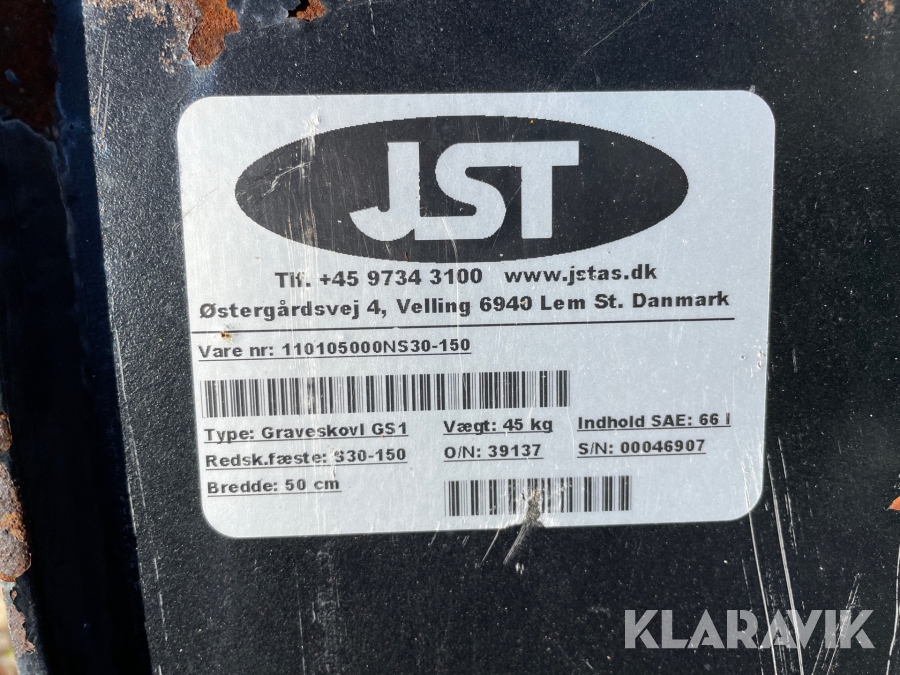 JST
Tlf. +45 9734 3100 www.jstas.dk
Østergårdsvej 4, Velling 6940 Lem St. Danmark
Vare nr: 110105000NS30-150
Type: Graveskovl GS1 Vægt: 45 kg Indhold SAE: 66 l
Redsk.fæste: S30-150 O/N: 39137 S/N: 00046907
Bredde: 50 cm
KLARAVIK